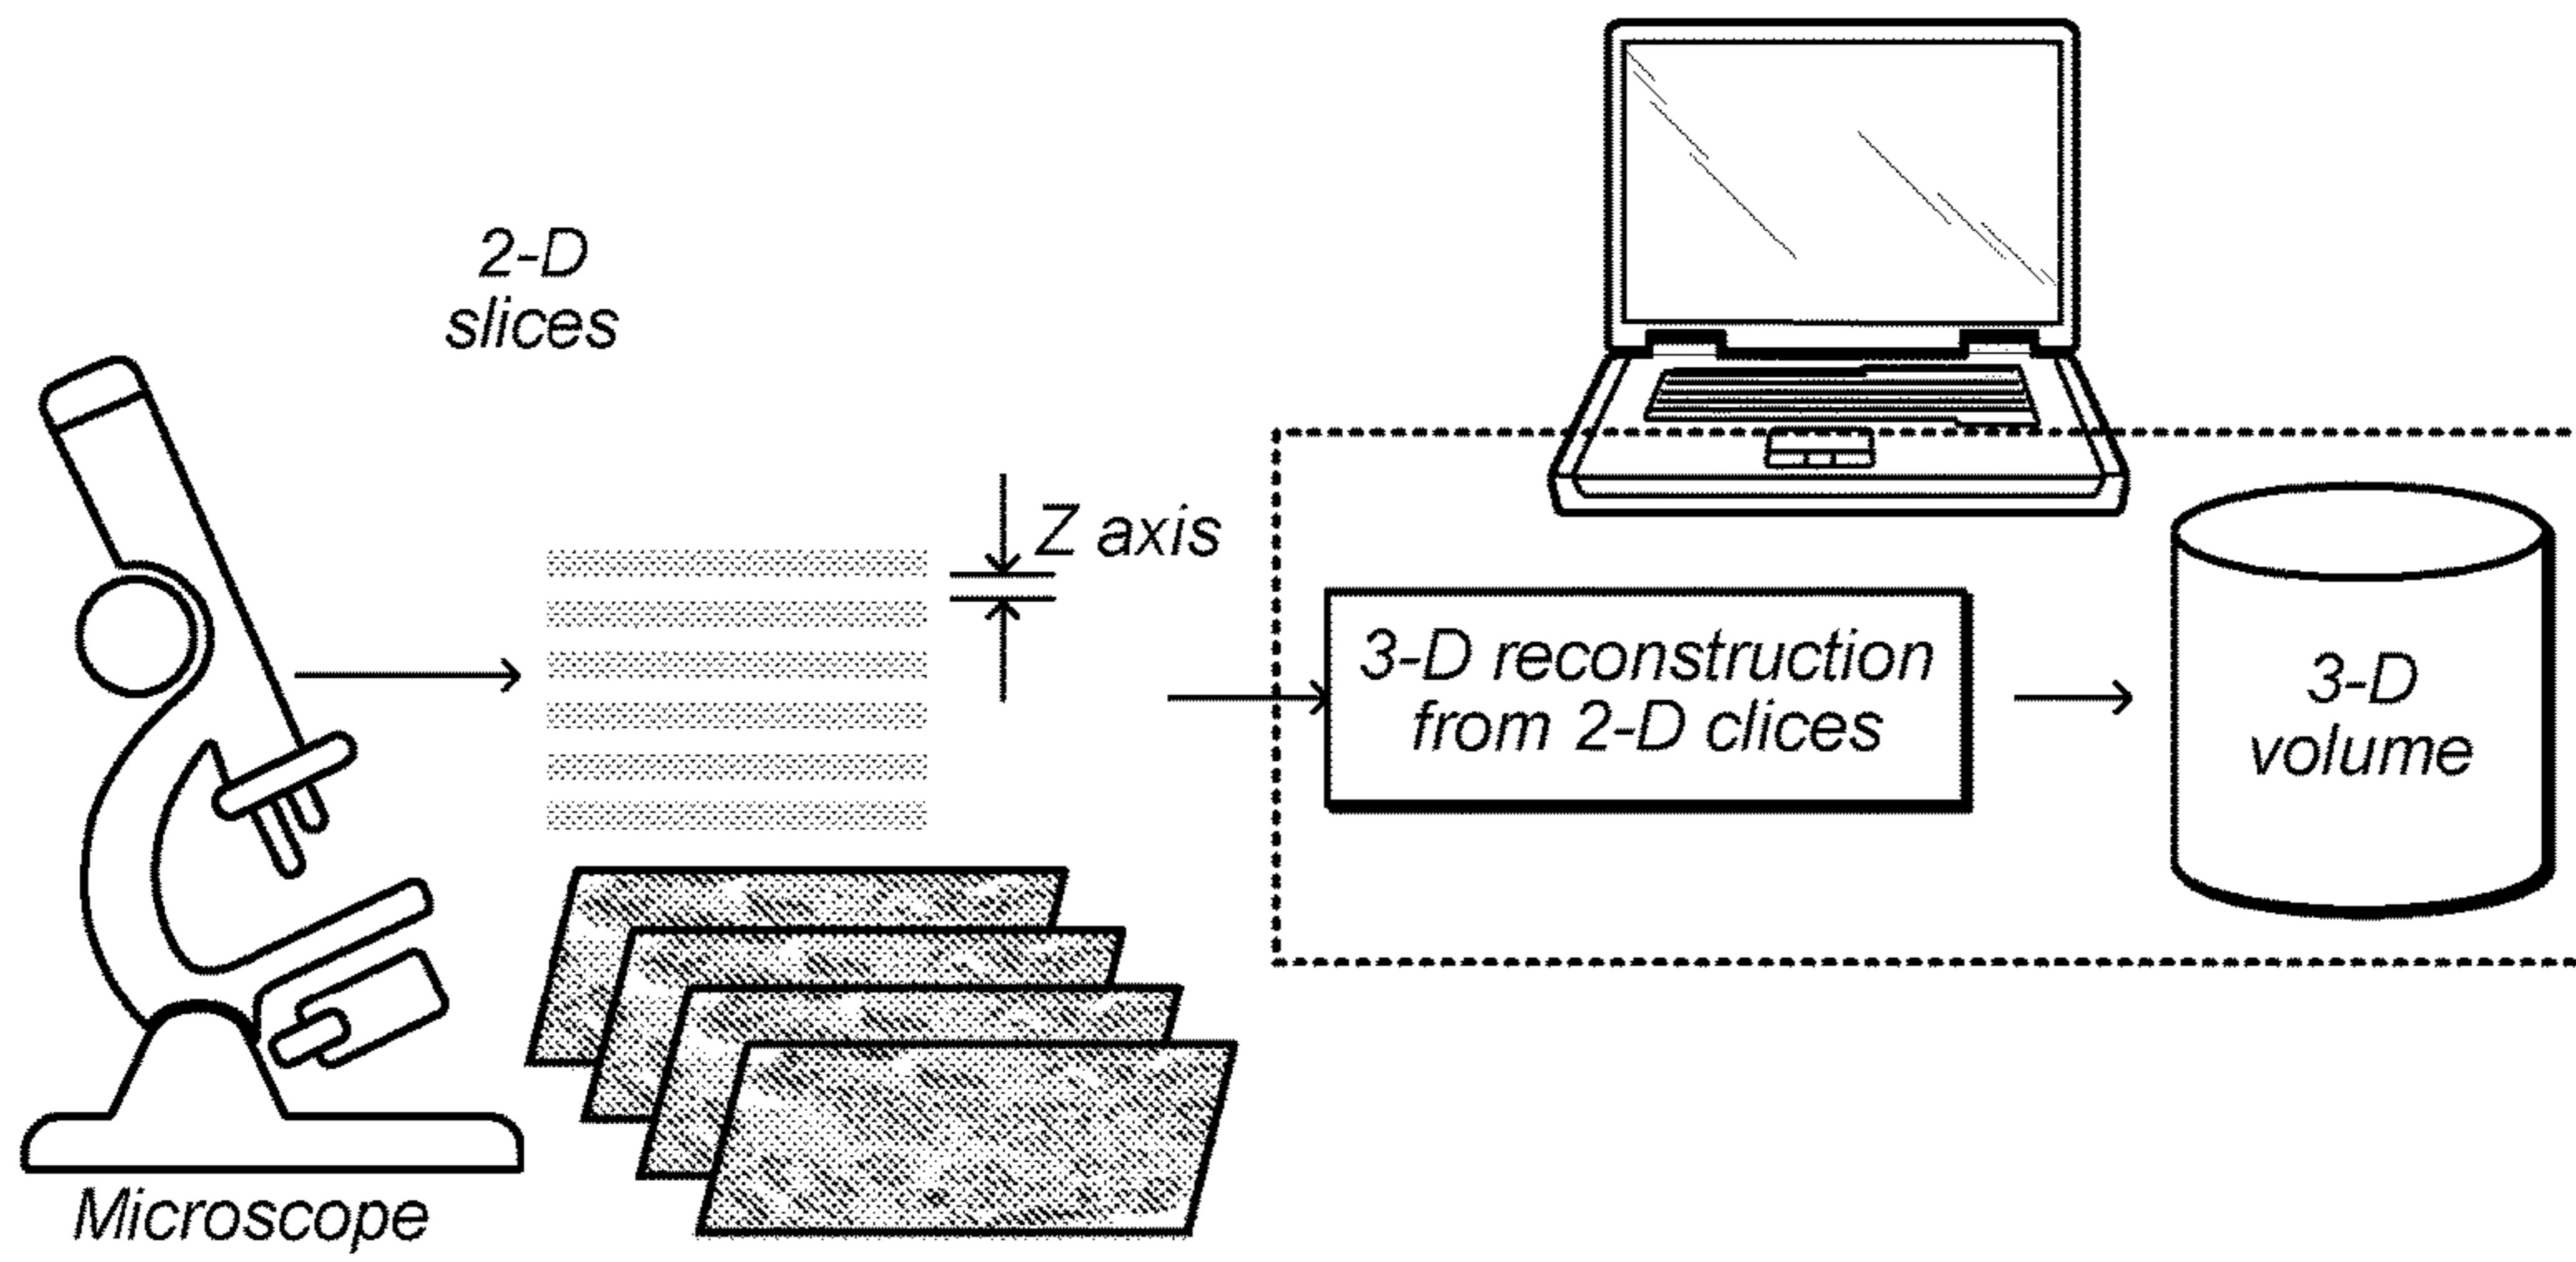 2-D
slices
Z axis
3-D reconstruction
from 2-D clices
3-D
volume
Microscope